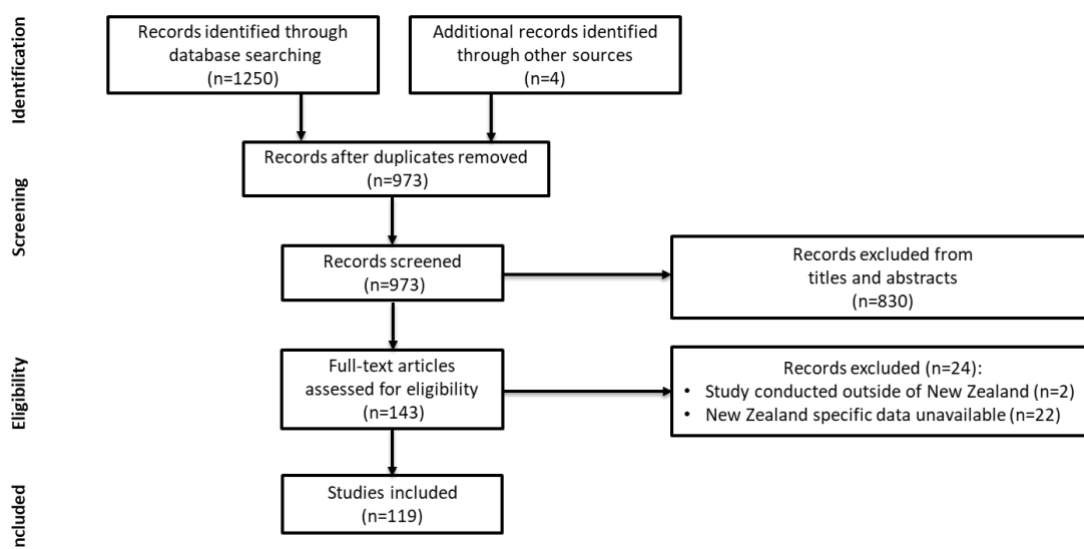 Identification
Records identified through
database searching
(n=1250)
Additional records identified
through other sources
(n=4)
Records after duplicates removed
(n=973)
Screening
Records screened
(n=973)
Records excluded from
titles and abstracts
(n=830)
Eligibility
Full-text articles
assessed for eligibility
(n=143)
Records excluded (n=24):
• Study conducted outside of New Zealand (n=2)
• New Zealand specific data unavailable (n=22)
ncluded
Studies included
(n=119)